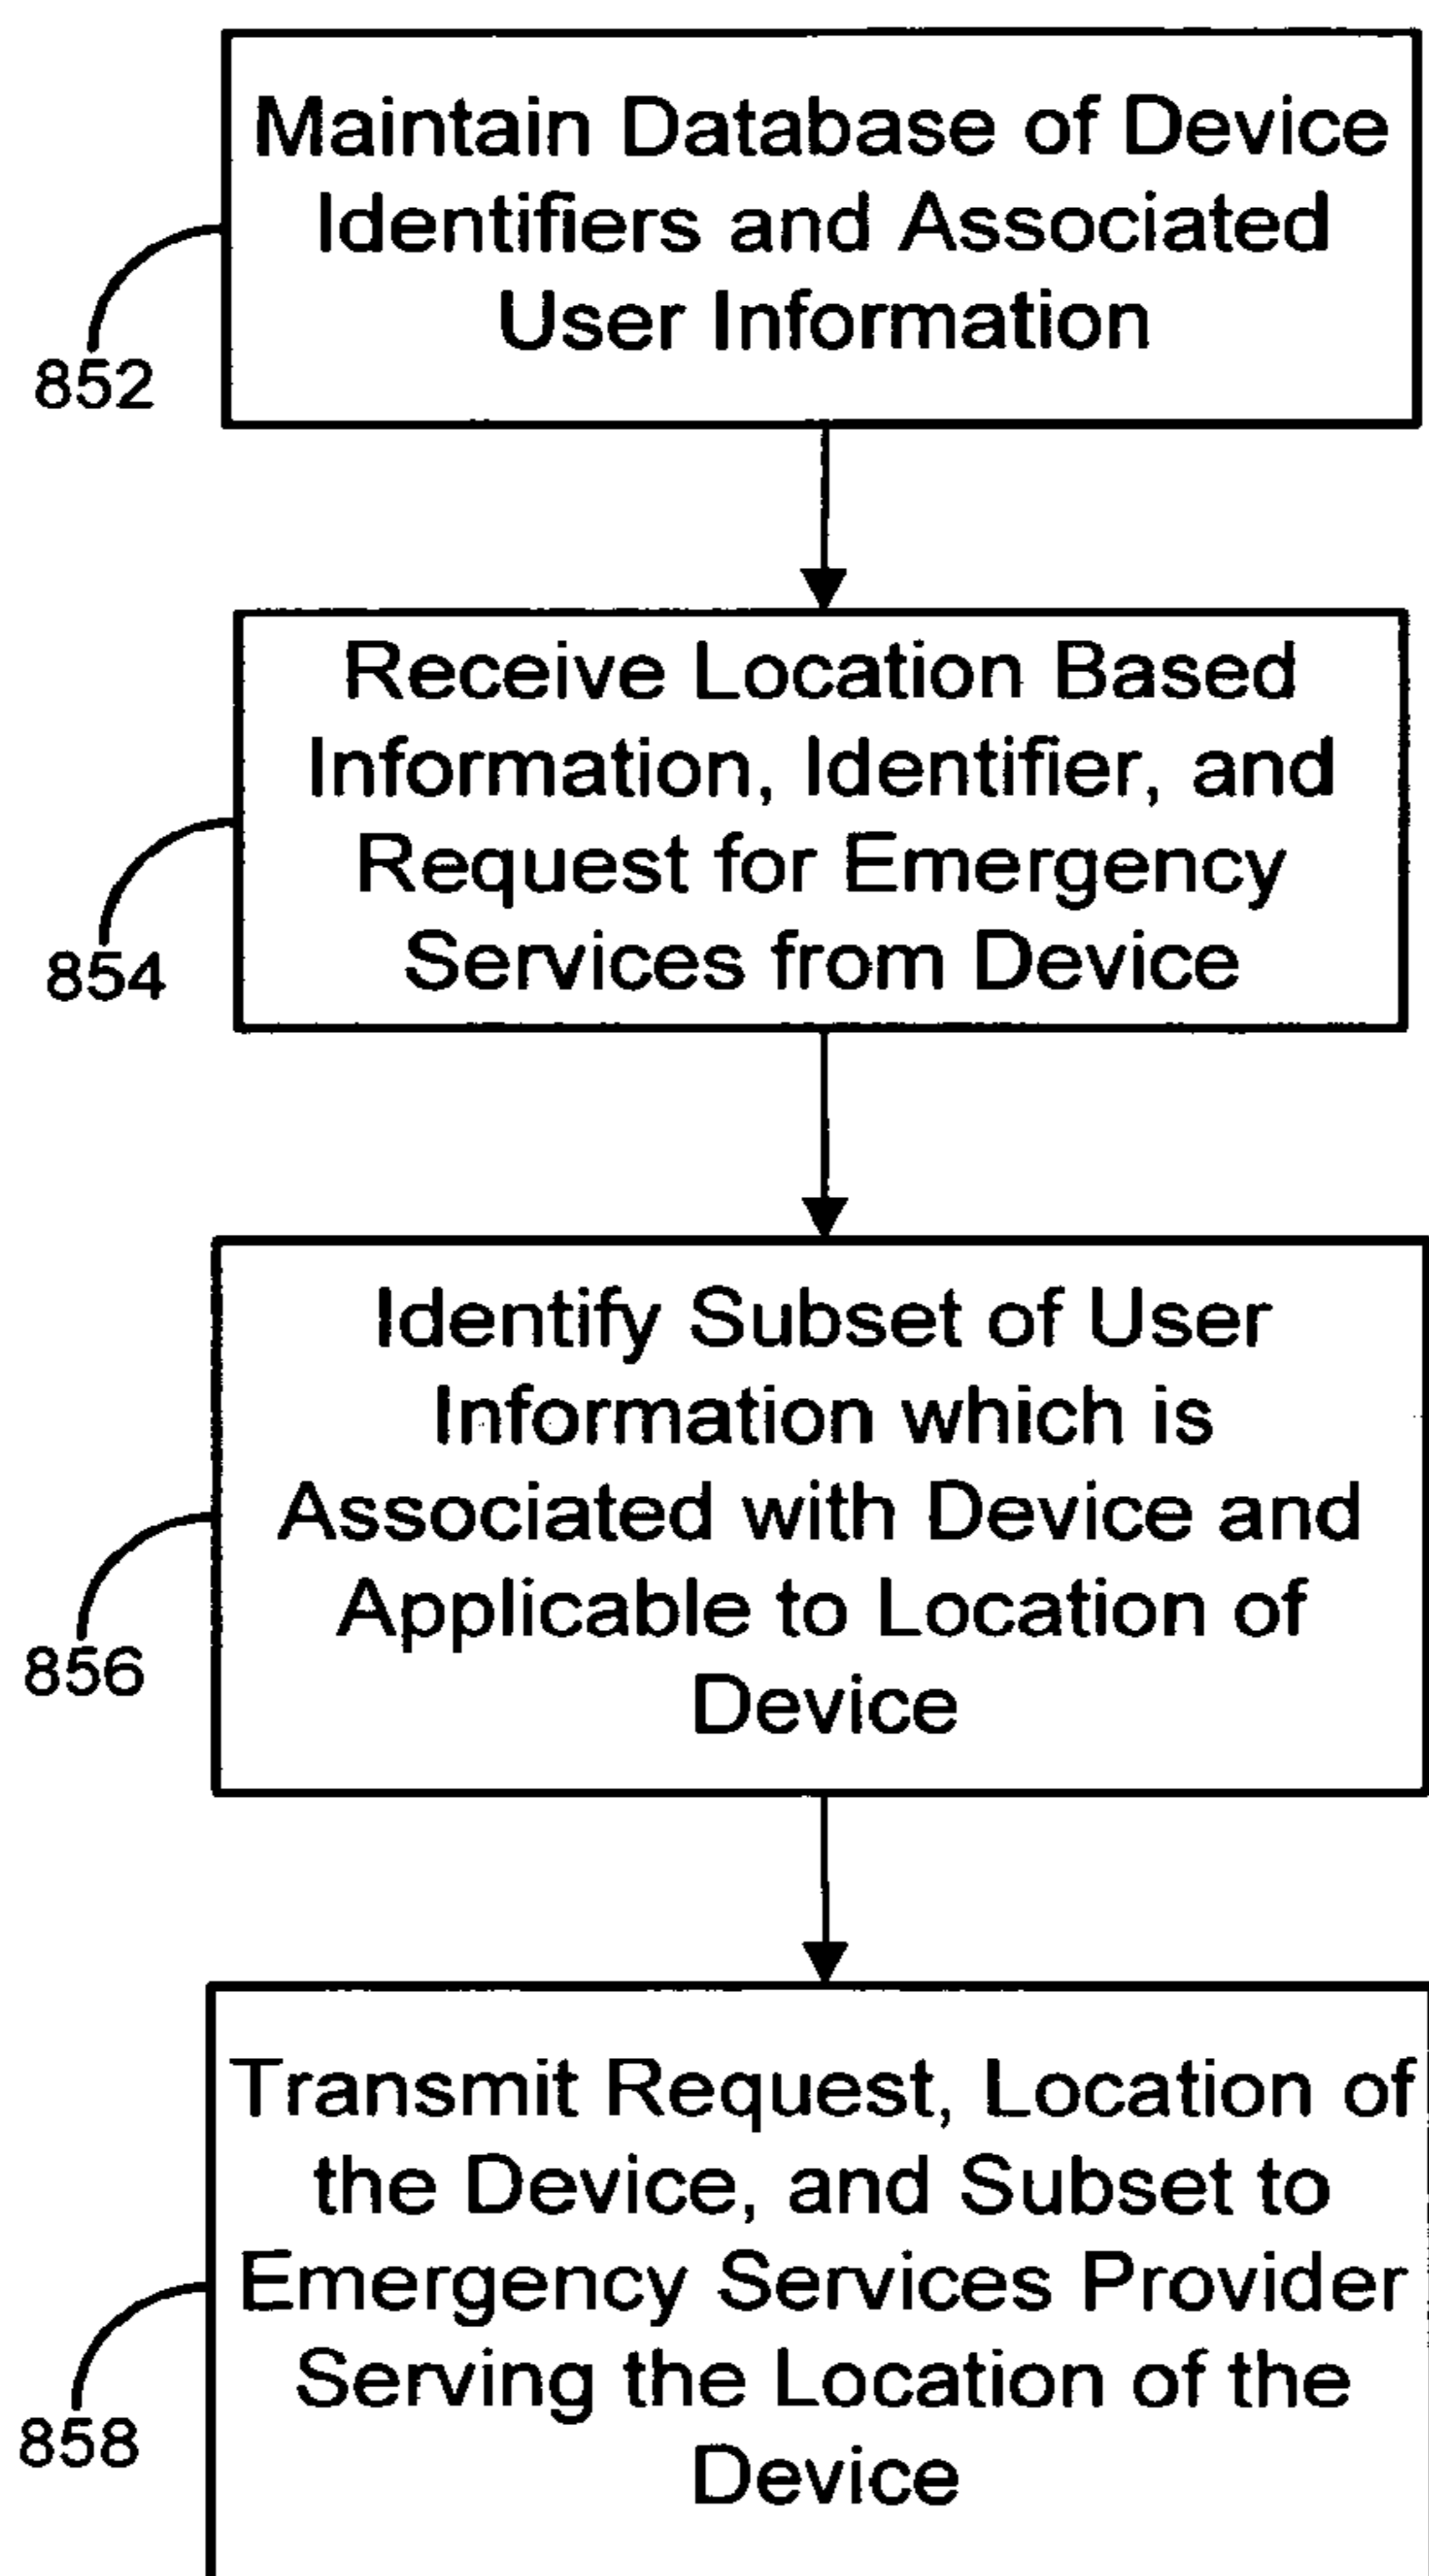 Maintain Database of Device
Identifiers and Associated
User Information
852
Receive Location Based
Information, Identifier, and
Request for Emergency
Services from Device
854
Identify Subset of User
Information which is
Associated with Device and
Applicable to Location of
Device
856
Transmit Request, Location of
the Device, and Subset to
Emergency Services Provider
Serving the Location of the
Device
858